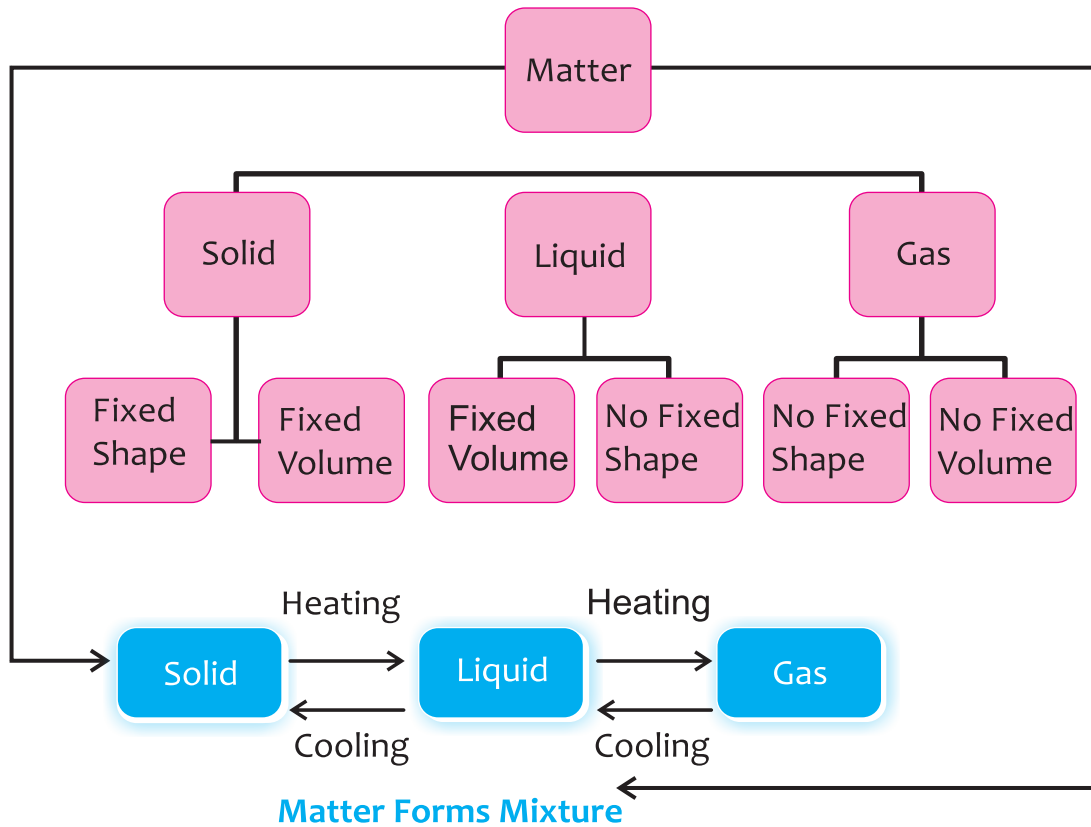 Matter
Solid
Liquid
Gas
Fixed
Shape
Fixed
Volume
Fixed
Volume
No Fixed
Shape
No Fixed
Shape
No Fixed
Volume
Heating
Heating
Solid
Liquid
Gas
Cooling
Cooling
Matter Forms Mixture